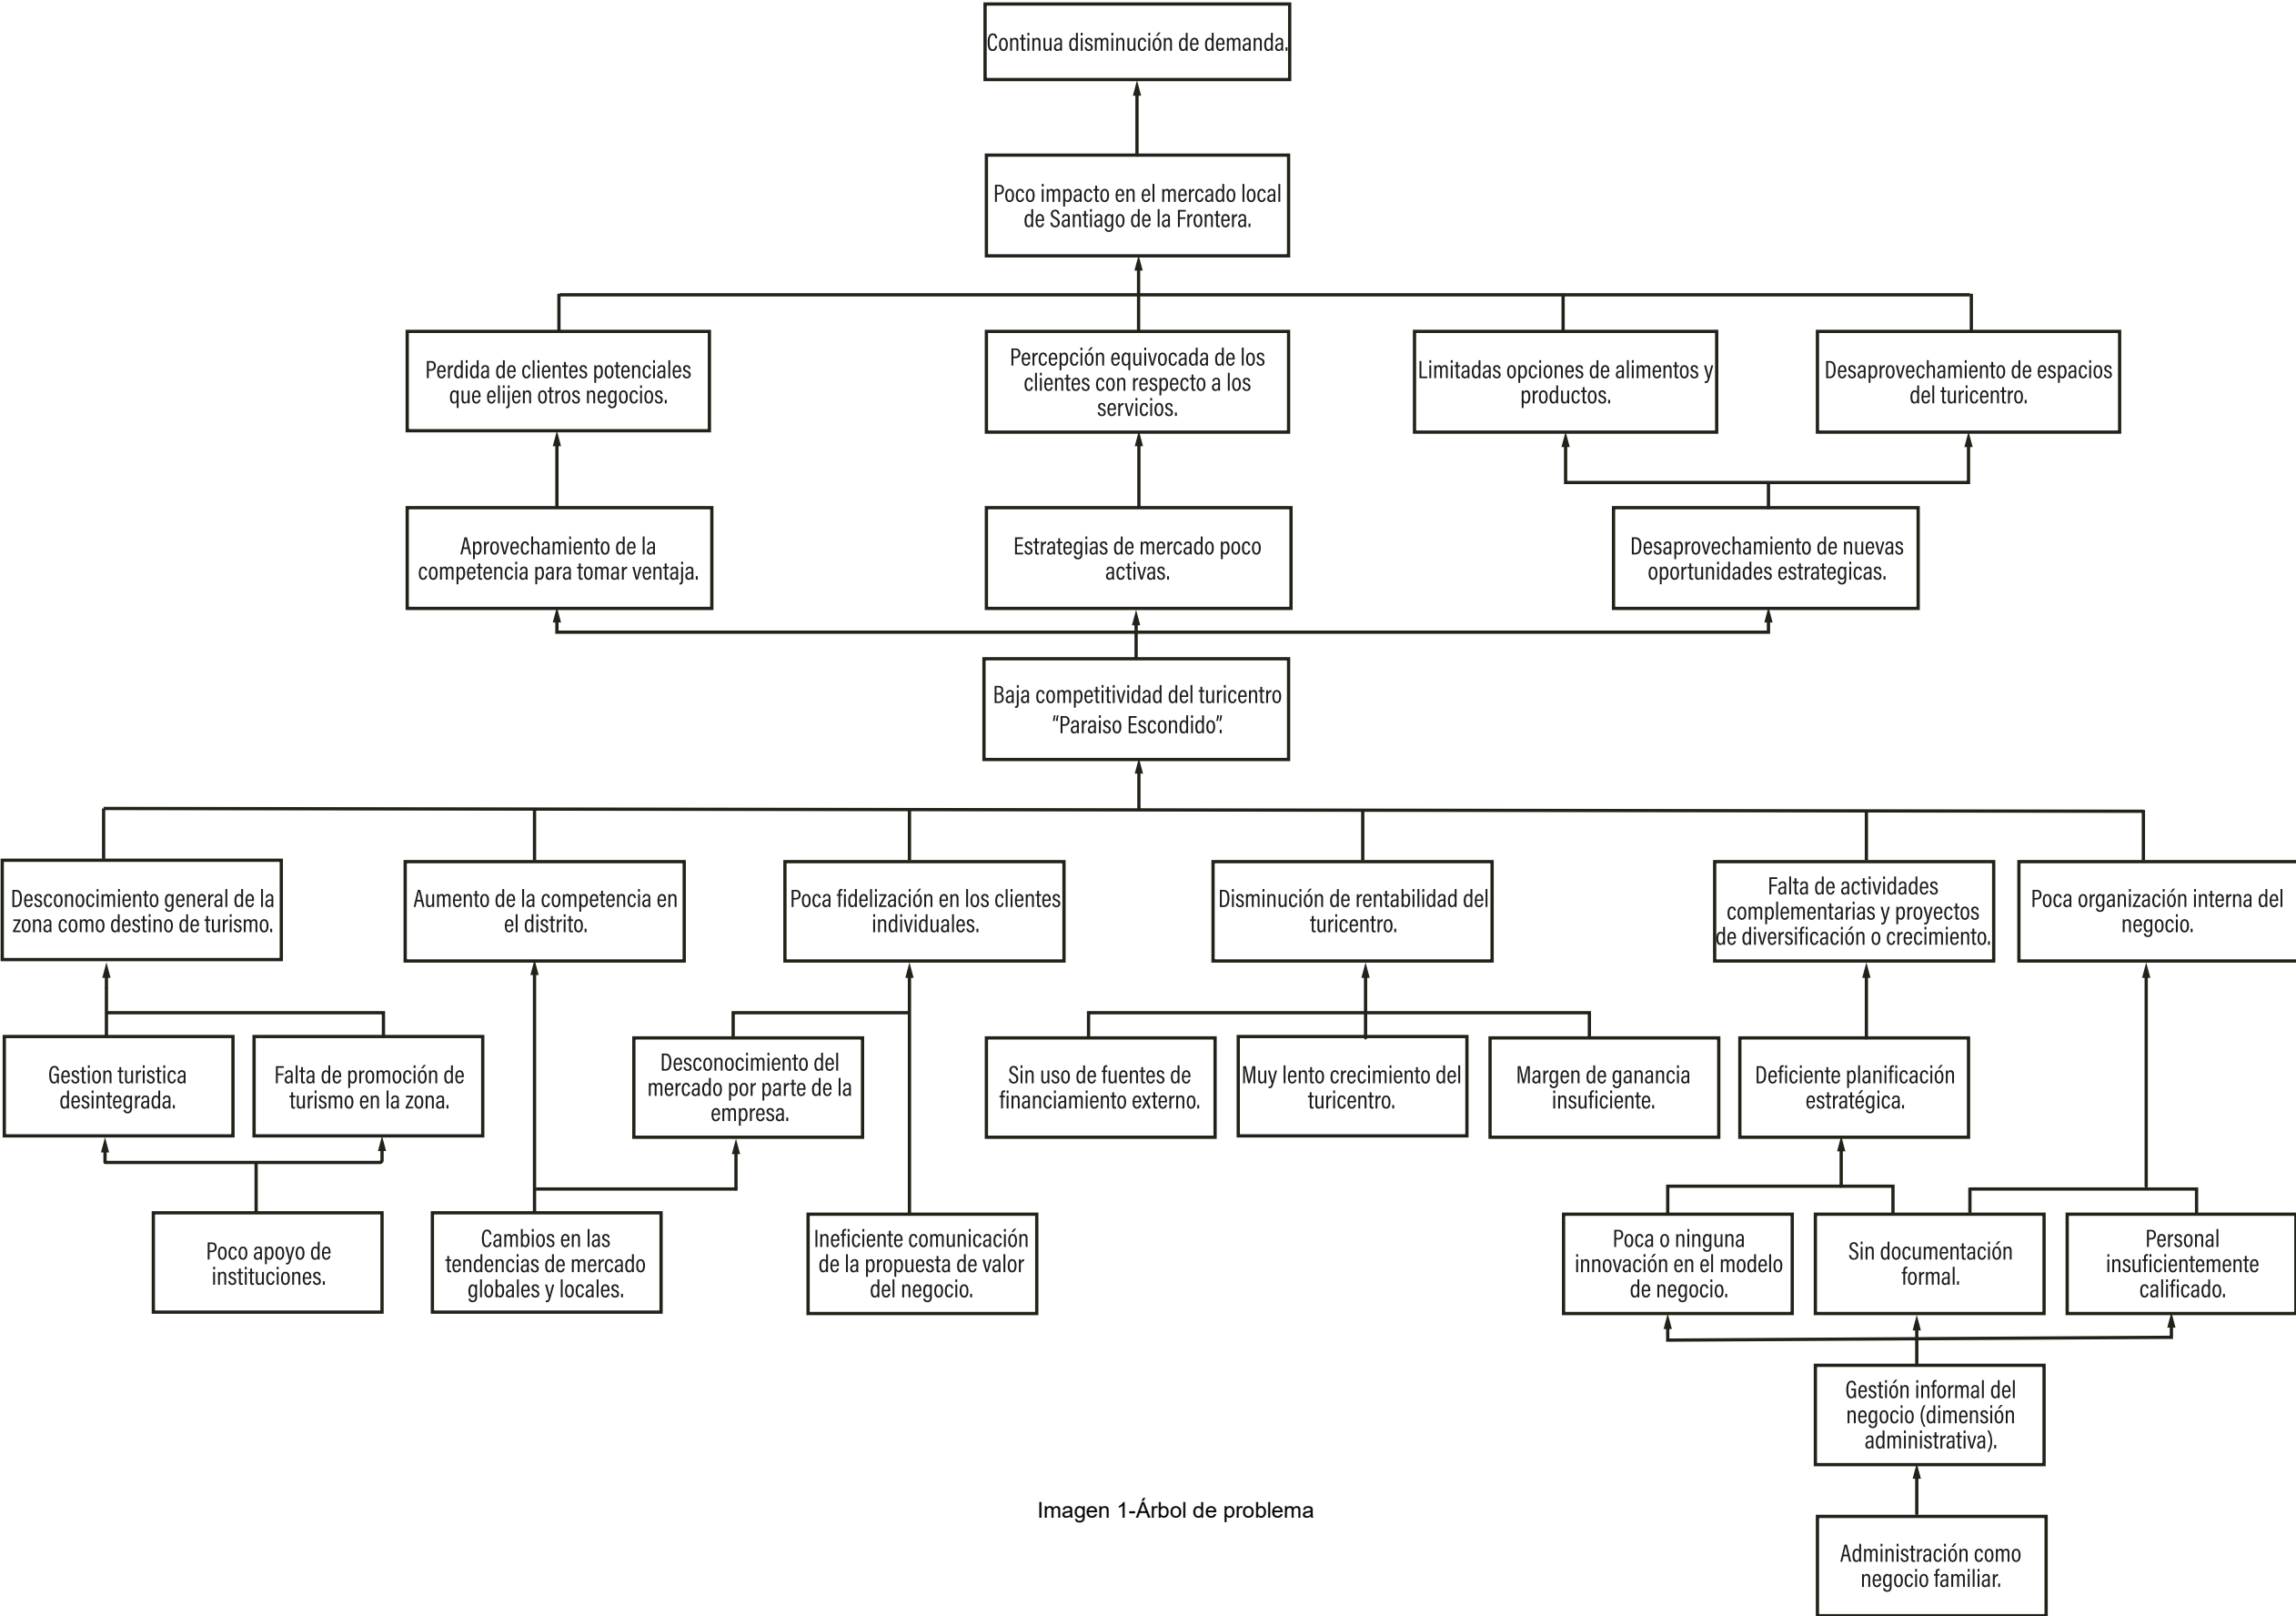 Continua disminución de demanda.
Poco impacto en el mercado local
de Santiago de la Frontera.
Perdida de clientes potenciales
que elijen otros negocios.
Percepción equivocada de los
clientes con respecto a los
servicios.
Limitadas opciones de alimentos y
productos.
Desaprovechamiento de espacios
del turicentro.
Aprovechamiento de la
competencia para tomar ventaja.
Estrategias de mercado poco
activas.
Desaprovechamiento de nuevas
oportunidades estrategicas.
Baja competitividad del turicentro
“Paraiso Escondido”.
Desconocimiento general de la
zona como destino de turismo.
Aumento de la competencia en
el distrito.
Poca fidelización en los clientes
individuales.
Disminución de rentabilidad del
turicentro.
Falta de actividades
complementarias y proyectos
de diversificación o crecimiento.
Poca organización interna del
negocio.
Gestion turistica
desintegrada.
Falta de promoción de
turismo en la zona.
Desconocimiento del
mercado por parte de la
empresa.
Sin uso de fuentes de
financiamiento externo.
Muy lento crecimiento del
turicentro.
Margen de ganancia
insuficiente.
Deficiente planificación
estratégica.
Poco apoyo de
instituciones.
Cambios en las
tendencias de mercado
globales y locales.
Ineficiente comunicación
de la propuesta de valor
del negocio.
Poca o ninguna
innovación en el modelo
de negocio.
Sin documentación
formal.
Personal
insuficientemente
calificado.
Gestión informal del
negocio (dimensión
administrativa).
Imagen 1-Árbol de problema
Administración como
negocio familiar.